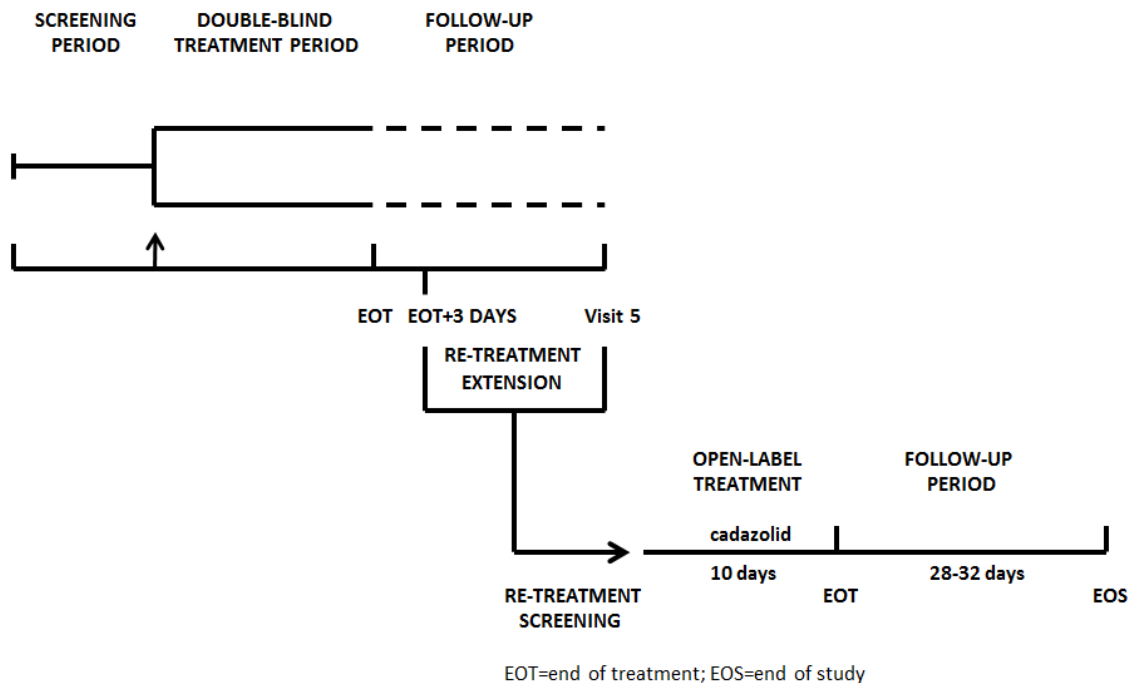 SCREENING
PERIOD
DOUBLE-BLIND
TREATMENT PERIOD
FOLLOW-UP
PERIOD
EOT
EOT+3 DAYS
Visit 5
RE-TREATMENT
EXTENSION
OPEN-LABEL
TREATMENT
FOLLOW-UP
PERIOD
cadazolid
10 days
28-32 days
RE-TREATMENT
SCREENING
EOT
EOS
EOT=end of treatment; EOS=end of study